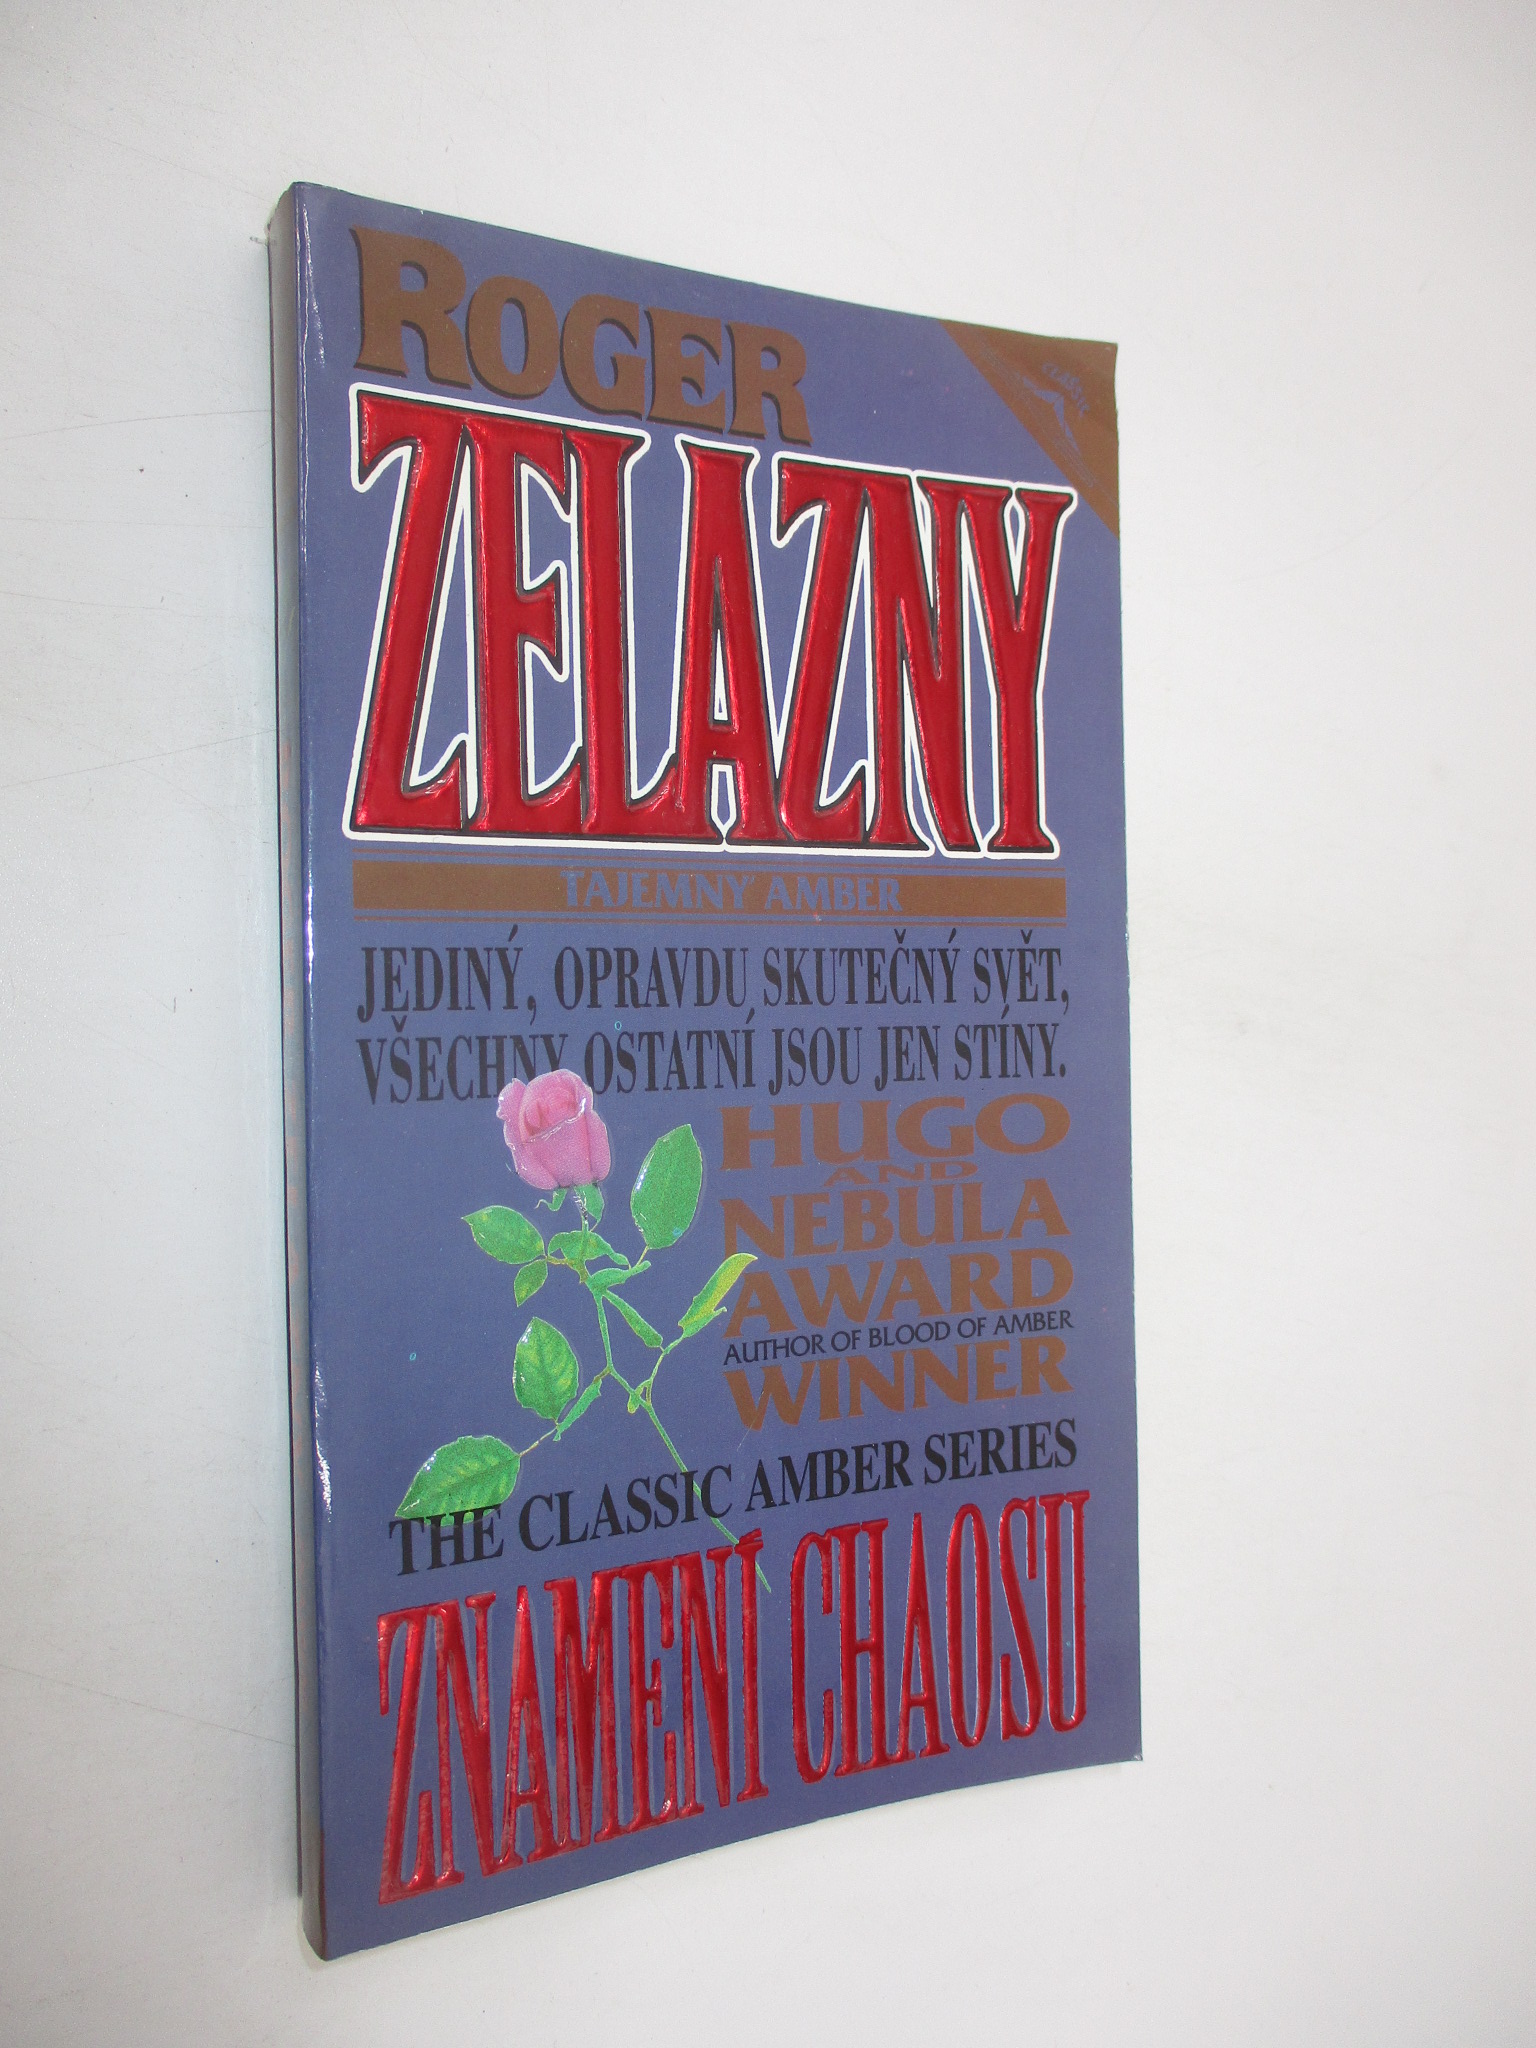 ROGER
ZELAZNY
CLASSIC
TAJEMNÝ AMBER
JEDINÝ, OPRAVDU SKUTEČNÝ SVĚT,
VŠECHNY OSTATNÍ JSOU JEN STÍNY.
HUGO
AND
NEBULA
AWARD
AUTHOR OF BLOOD OF AMBER
WINNER
THE CLASSIC AMBER SERIES
ZNAMENÍ CHAOSU